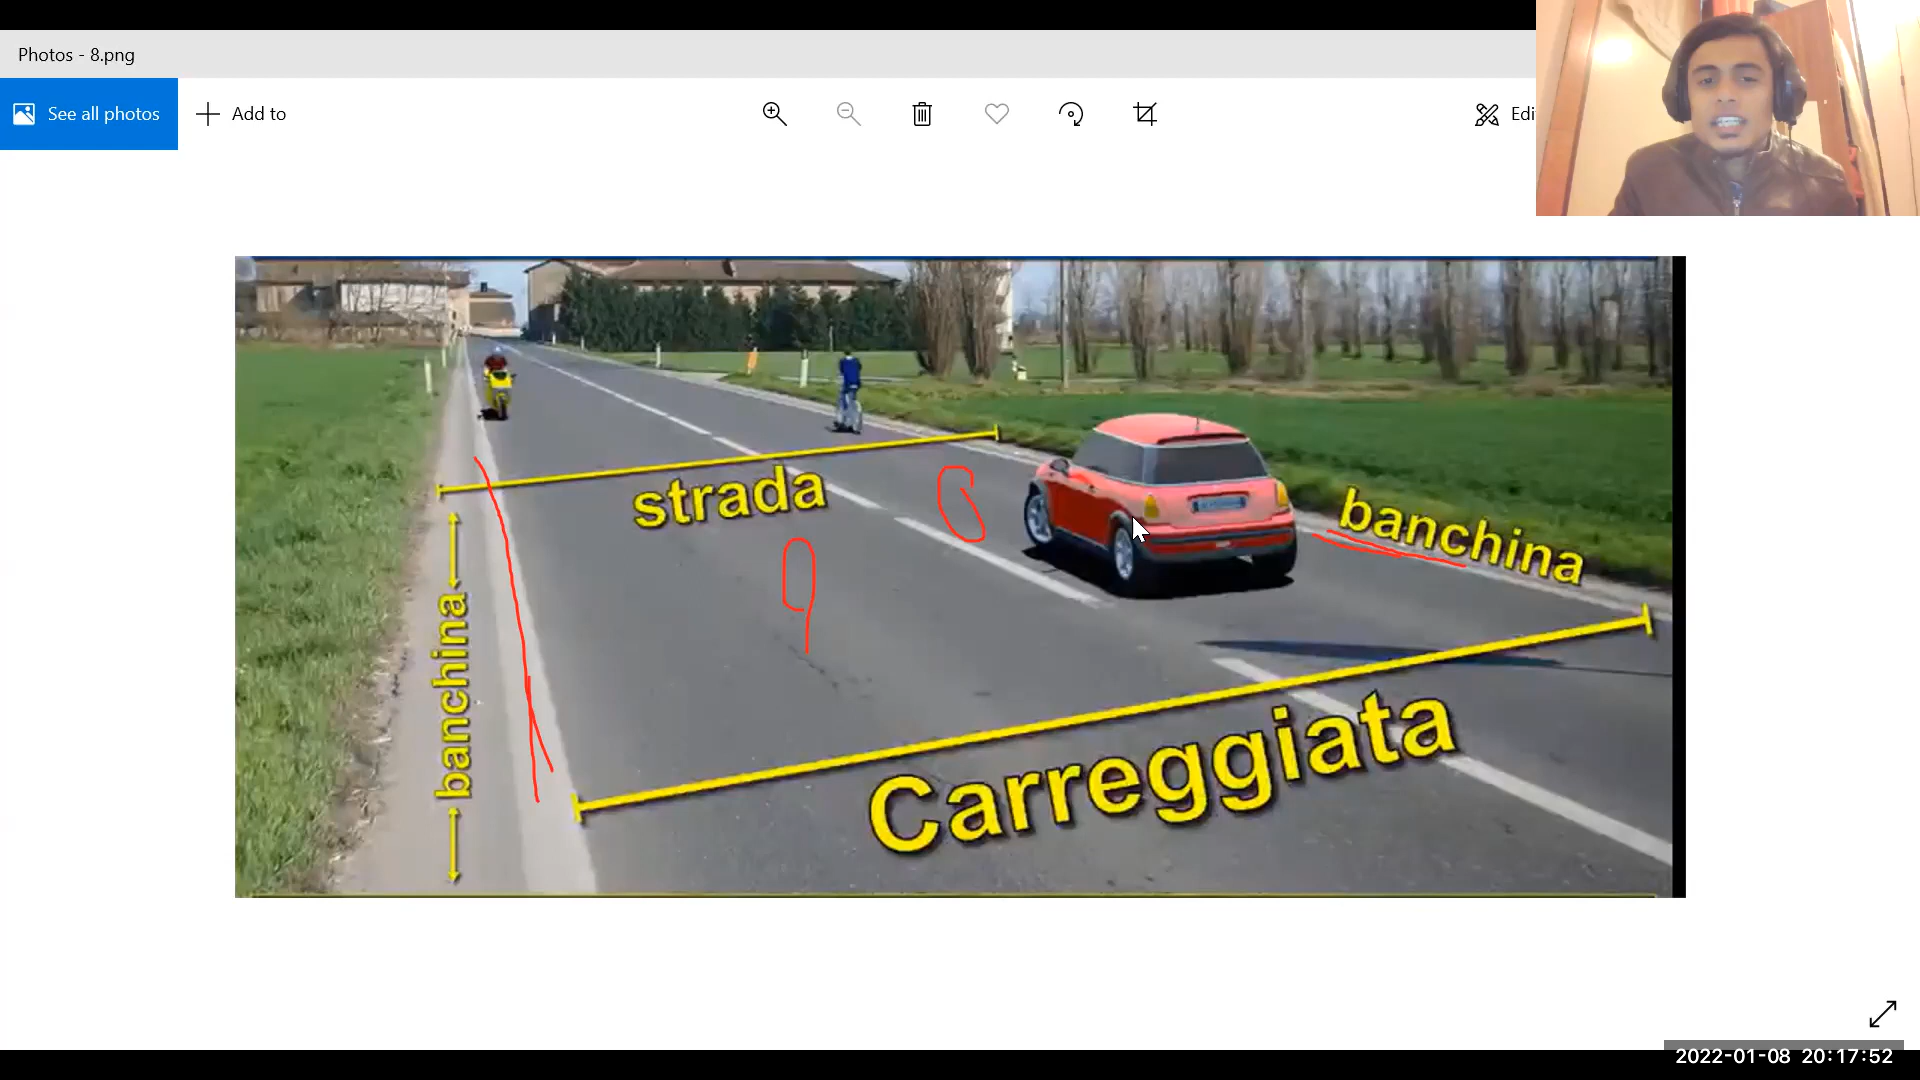 Photos - 8.png
See all photos
Add to
Edi
strada
banchina
banchina
Carreggiata
2022-01-08 20:17:52